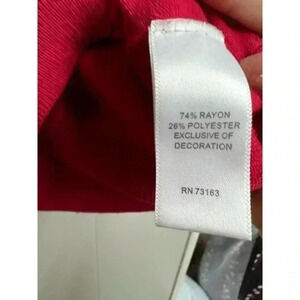 74% RAYON
26% POLYESTER
EXCLUSIVE OF
DECORATION
RN 73163